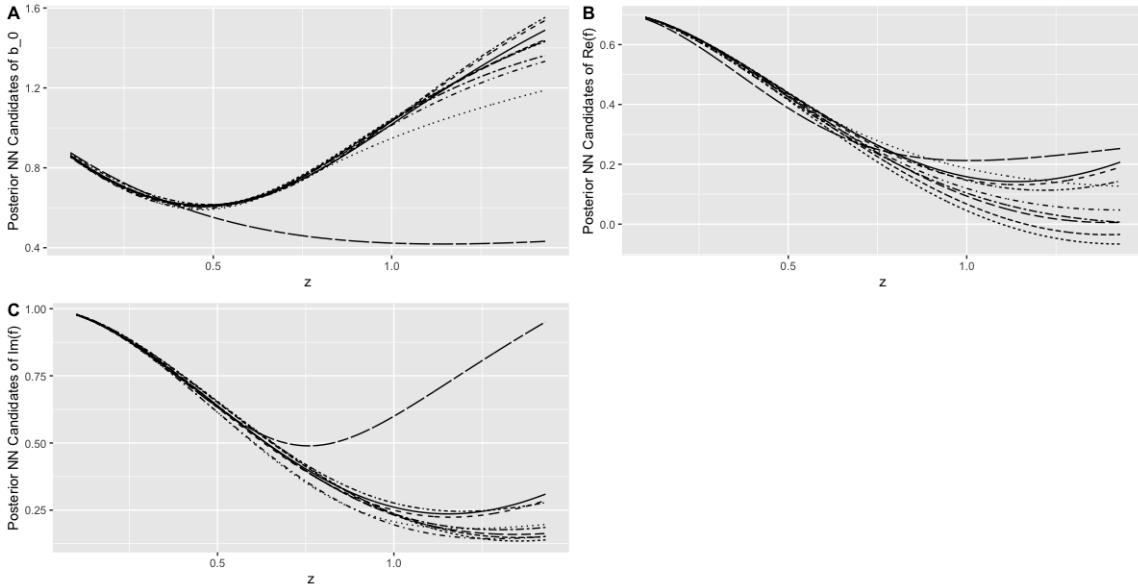 A
Posterior NN Candidates of b_0
1.6
1.2
0.8
0.4
0.5
1.0
z
B
Posterior NN Candidates of Re(f)
0.6
0.4
0.2
0.0
0.5
1.0
z
C
Posterior NN Candidates of Im(f)
1.00
0.75
0.50
0.25
0.5
1.0
z